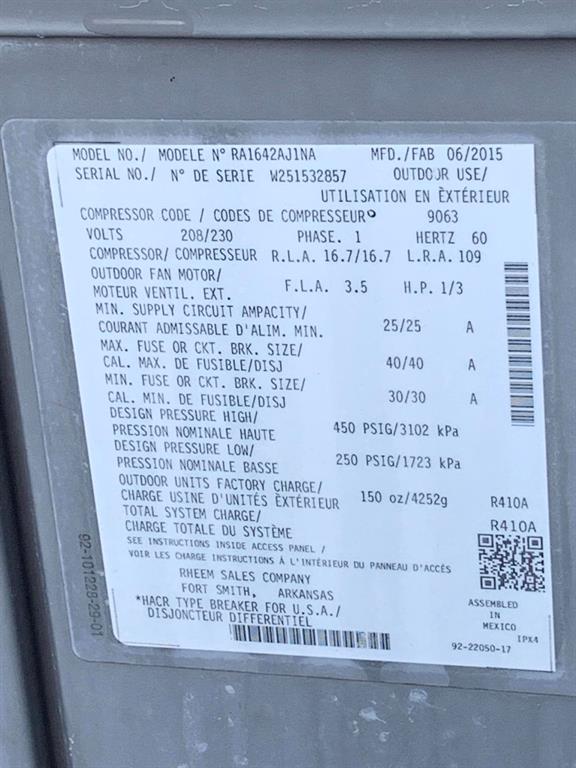 MODEL NO./ MODELE N° RA1642AJ1NA MFD./FAB 06/2015
SERIAL NO./ N° DE SERIE W251532857 OUTDOOR USE/
UTILISATION EN ÈXTÉRIEUR
COMPRESSOR CODE / CODES DE COMPRESSEUR° 9063
VOLTS 208/230 PHASE. 1 HERTZ 60
COMPRESSOR/ COMPRESSEUR R.L.A. 16.7/16.7 L.R.A. 109
OUTDOOR FAN MOTOR/
MOTEUR VENTIL. EXT. F.L.A. 3.5 H.P. 1/3
MIN. SUPPLY CIRCUIT AMPACITY/
COURANT ADMISSABLE D'ALIM. MIN. 25/25 A
MAX. FUSE OR CKT. BRK. SIZE/
CAL. MAX. DE FUSIBLE/DISJ 40/40 A
MIN. FUSE OR CKT. BRK. SIZE/
CAL. MIN. DE FUSIBLE/DISJ 30/30 A
DESIGN PRESSURE HIGH/
PRESSION NOMINALE HAUTE 450 PSIG/3102 kPa
DESIGN PRESSURE LOW/
PRESSION NOMINALE BASSE 250 PSIG/1723 kPa
OUTDOOR UNITS FACTORY CHARGE/
CHARGE USINE D'UNITÉS ÈXTÉRIEUR 150 oz/4252g R410A
TOTAL SYSTEM CHARGE/
CHARGE TOTALE DU SYSTÈME R410A
SEE INSTRUCTIONS INSIDE ACCESS PANEL /
VOIR LES CHARGE INSTRUCTIONS À L'INTÉRIEUR DU PANNEAU D'ACCÈS
RHEEM SALES COMPANY
FORT SMITH, ARKANSAS
*HACR TYPE BREAKER FOR U.S.A./
DISJONCTEUR DIFFERENTIEL
ASSEMBLED
IN
MEXICO
IPX4
92-22050-17
92-101228-29-01